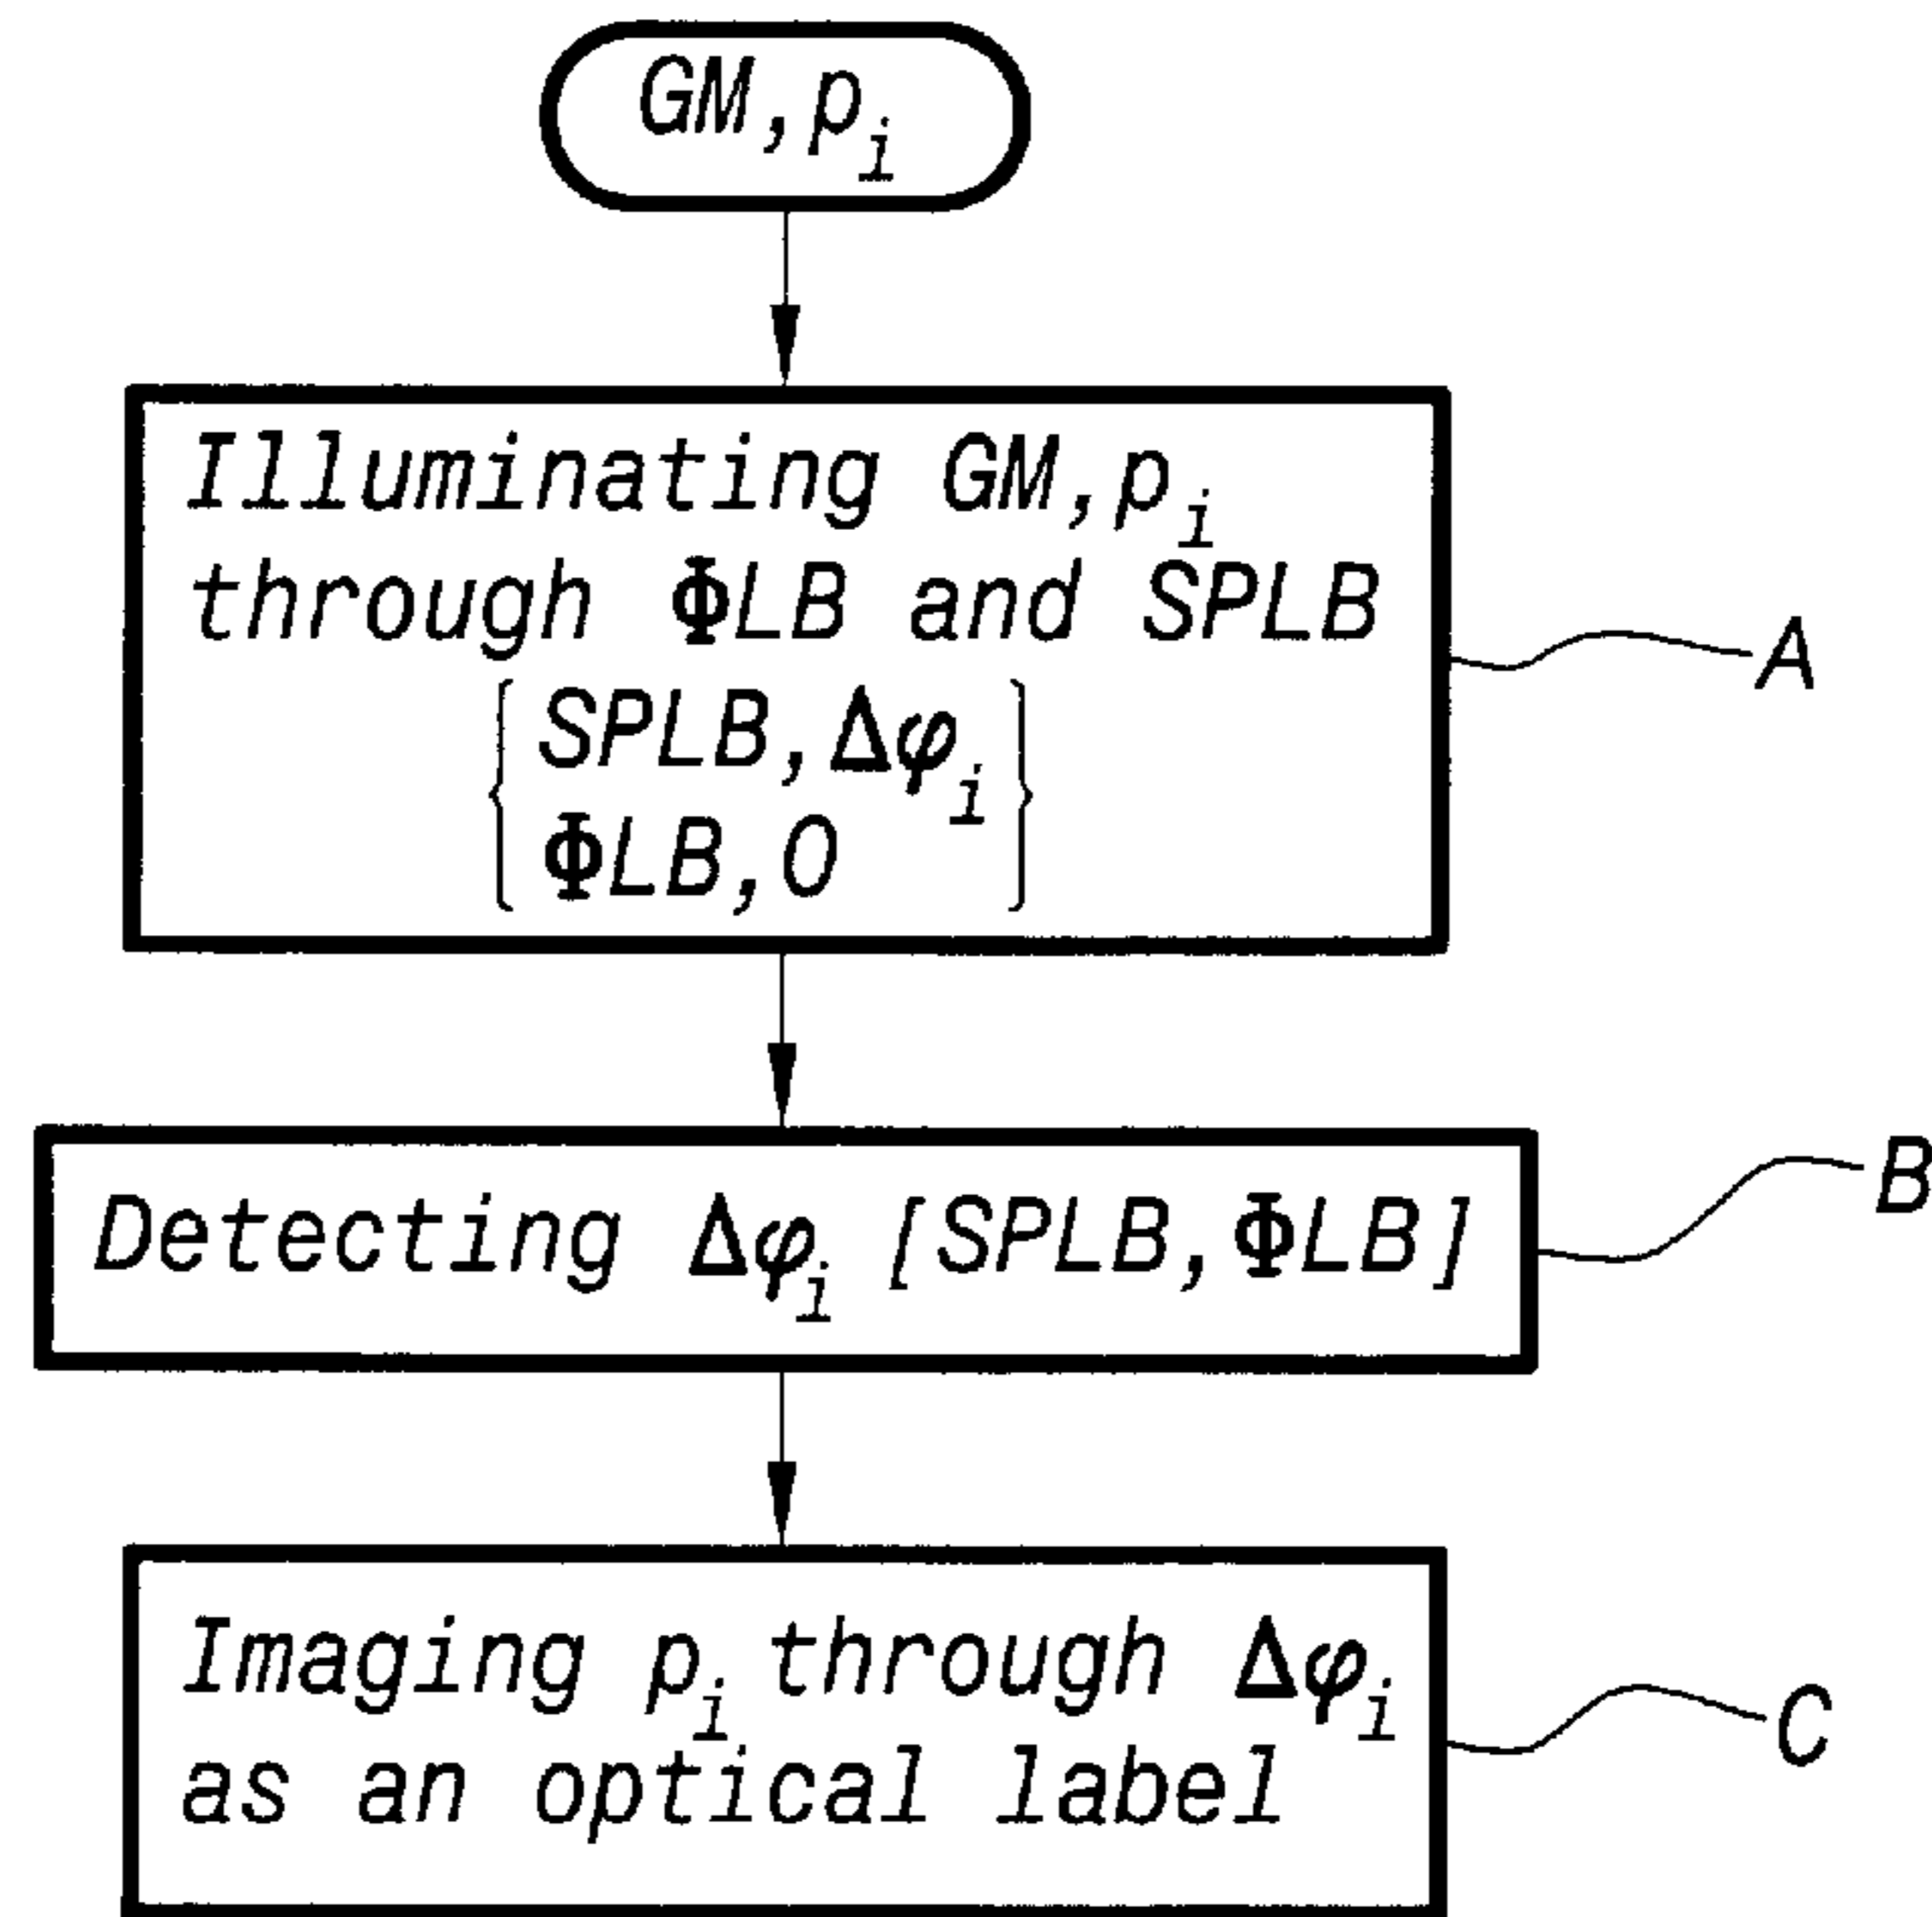 GM,pᵢ
Illuminating GM,pᵢ
through ΦLB and SPLB
{ SPLB,Δφᵢ }
{ ΦLB,0 }
A
Detecting Δφᵢ [SPLB,ΦLB]
B
Imaging pᵢ through Δφᵢ
as an optical label
C